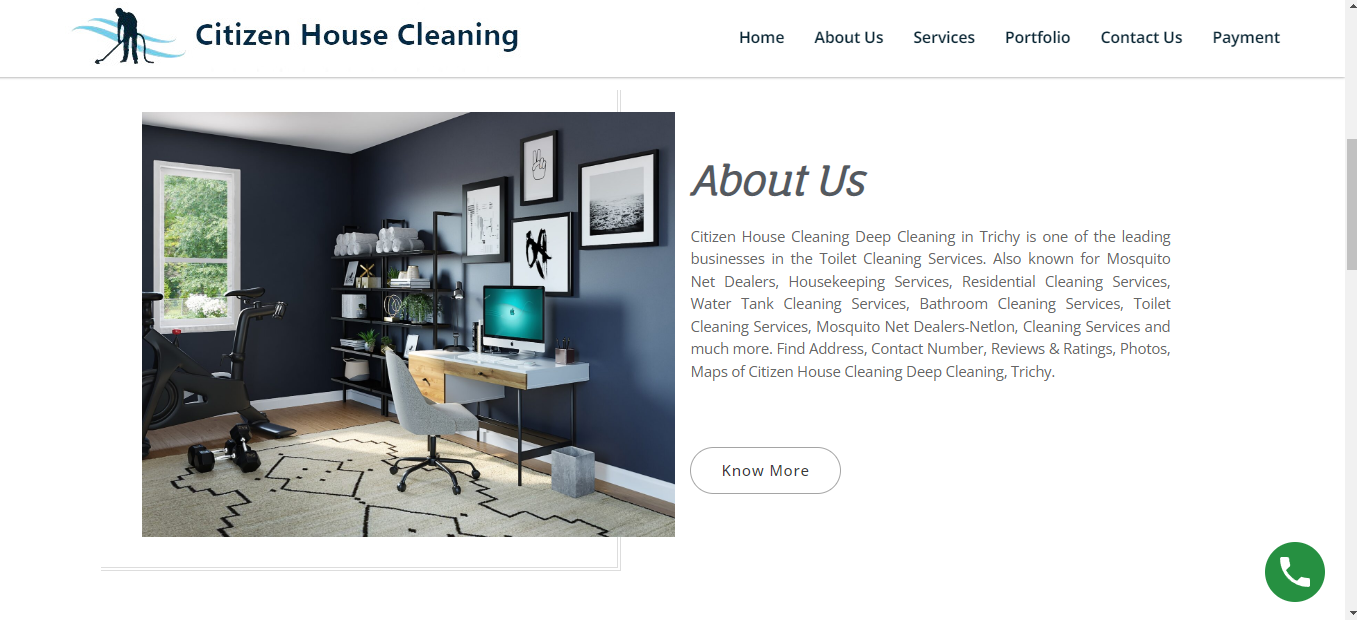 Citizen House Cleaning
Home About Us Services Portfolio Contact Us Payment
About Us
Citizen House Cleaning Deep Cleaning in Trichy is one of the leading
businesses in the Toilet Cleaning Services. Also known for Mosquito
Net Dealers, Housekeeping Services, Residential Cleaning Services,
Water Tank Cleaning Services, Bathroom Cleaning Services, Toilet
Cleaning Services, Mosquito Net Dealers-Netlon, Cleaning Services and
much more. Find Address, Contact Number, Reviews & Ratings, Photos,
Maps of Citizen House Cleaning Deep Cleaning, Trichy.
Know More